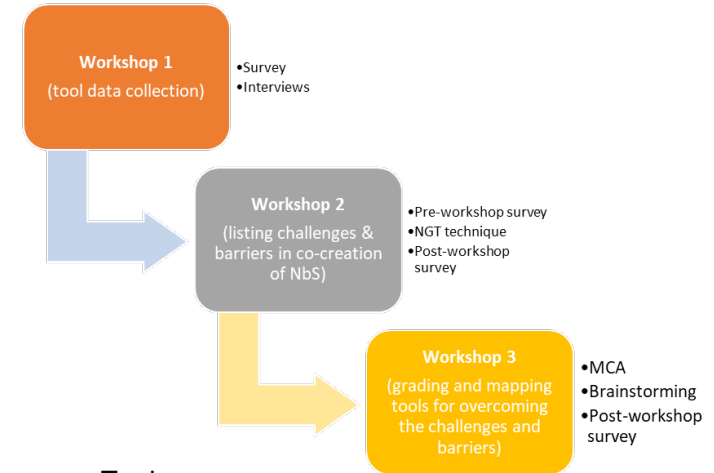 Workshop 1
(tool data collection)
•Survey
•Interviews
Workshop 2
(listing challenges &
barriers in co-creation
of NbS)
•Pre-workshop survey
•NGT technique
•Post-workshop
survey
Workshop 3
(grading and mapping
tools for overcoming
the challenges and
barriers)
•MCA
•Brainstorming
•Post-workshop
survey